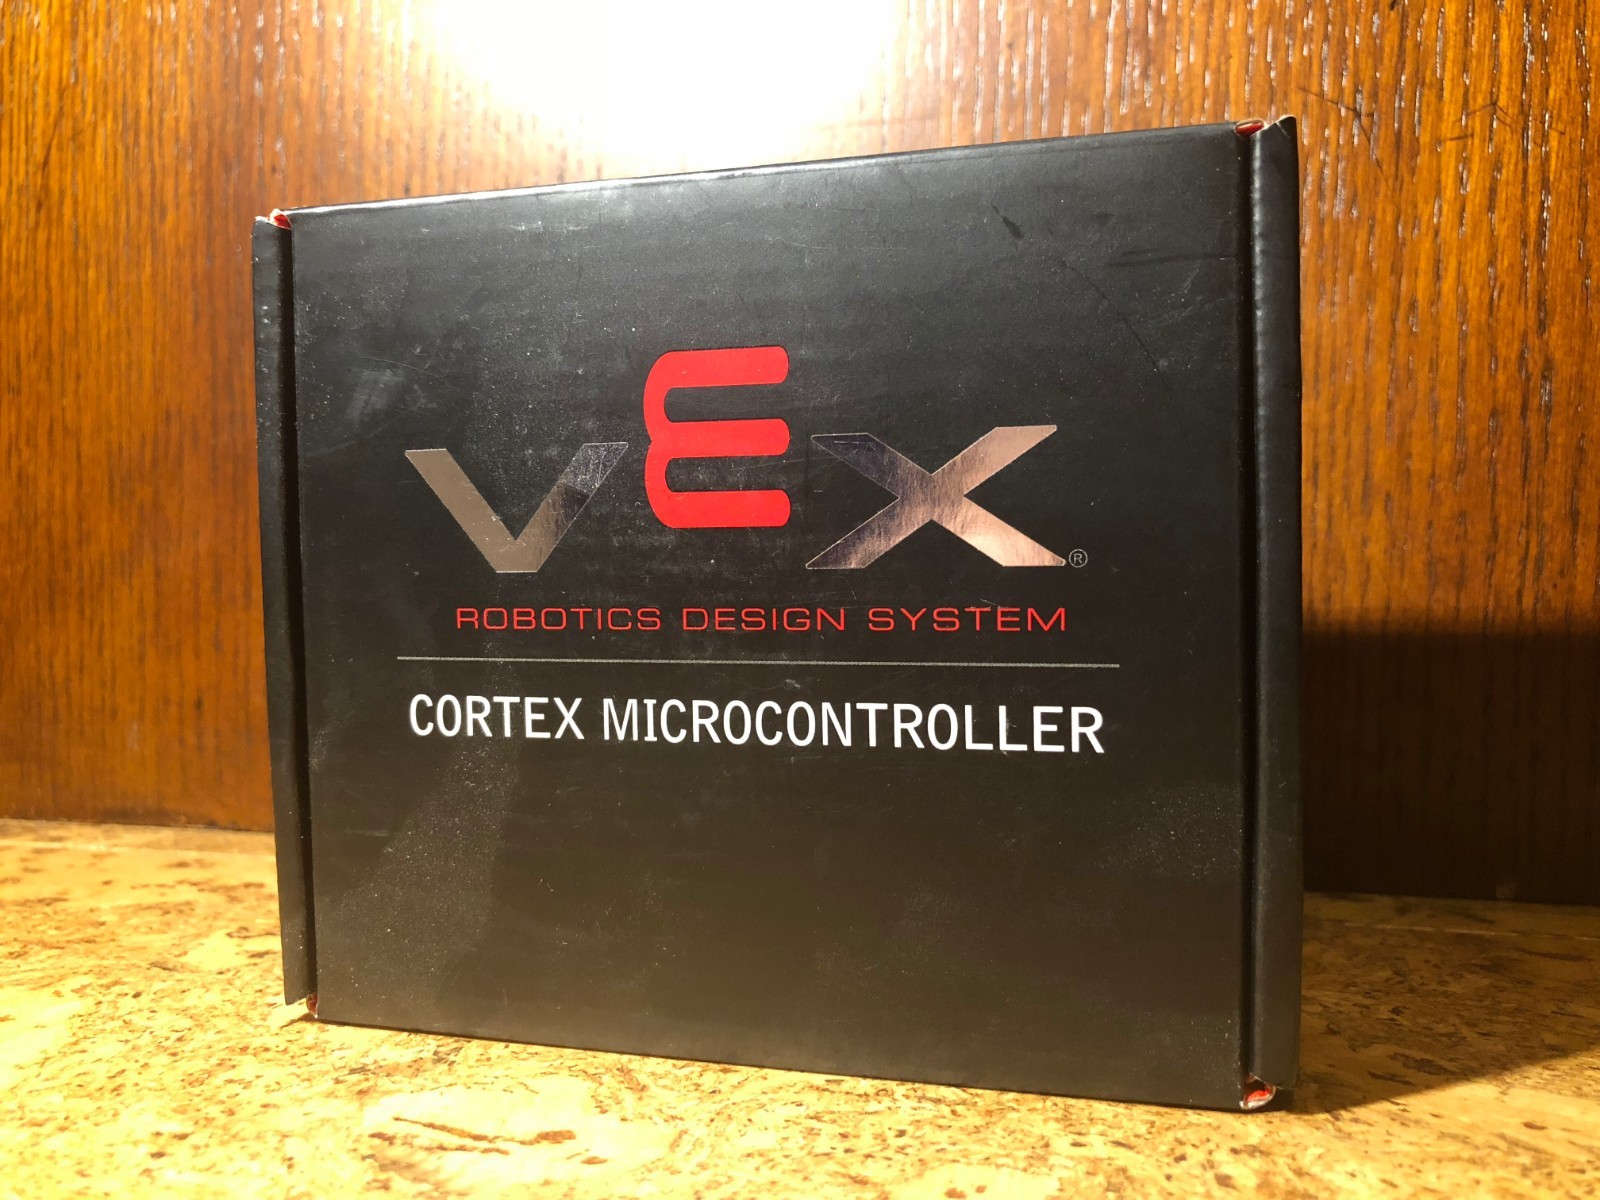 VEX®
ROBOTICS DESIGN SYSTEM
CORTEX MICROCONTROLLER